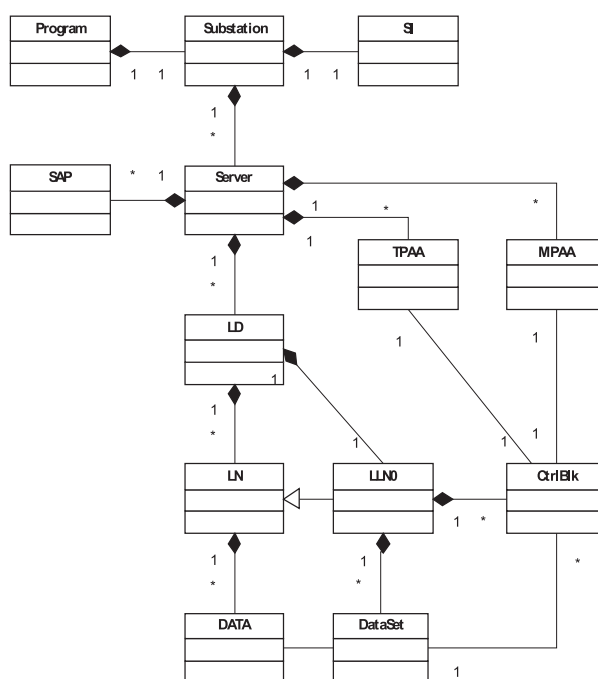 Program Substation SI
1 1 1 1
1
*
SAP * 1 Server
1 * *
1
TPAA MPAA
1
*
LD
1 1
1
1
*
1 1 1
LN LLN0 CtrlBlk
1 *
1 1 *
* *
DATA DataSet
1